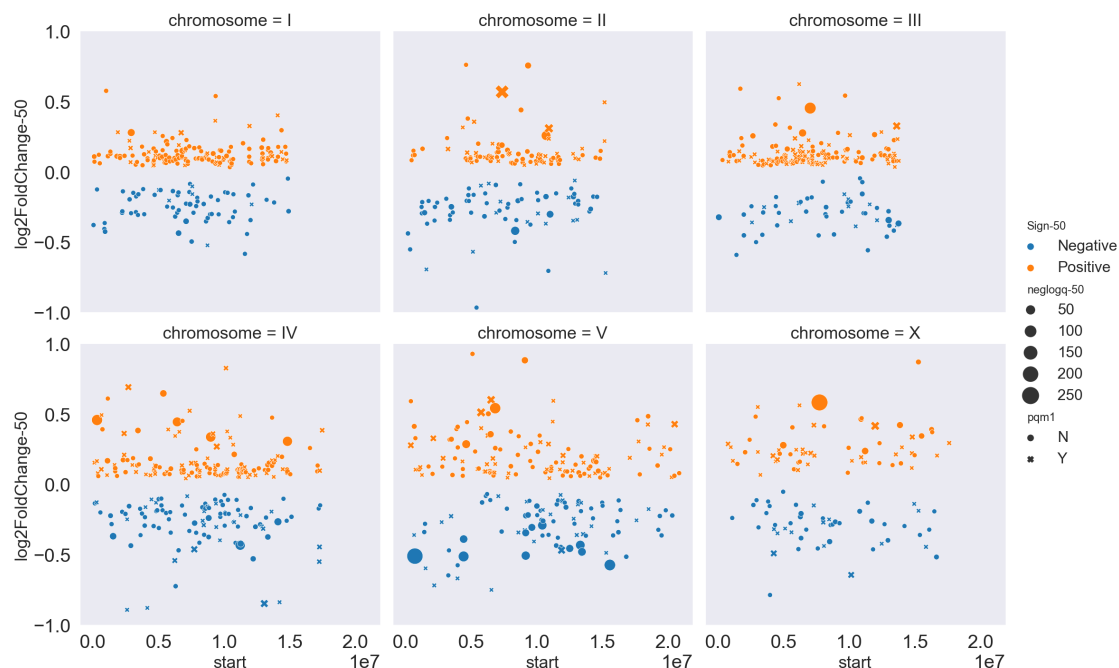 chromosome = I
chromosome = II
chromosome = III
1.0
0.5
0.0
−0.5
−1.0
log2FoldChange-50
chromosome = IV
chromosome = V
chromosome = X
1.0
0.5
0.0
−0.5
−1.0
log2FoldChange-50
0.0 0.5 1.0 1.5 2.0
start 1e7
0.0 0.5 1.0 1.5 2.0
start 1e7
0.0 0.5 1.0 1.5 2.0
start 1e7
Sign-50
Negative
Positive
neglogq-50
50
100
150
200
250
pqm1
N
Y